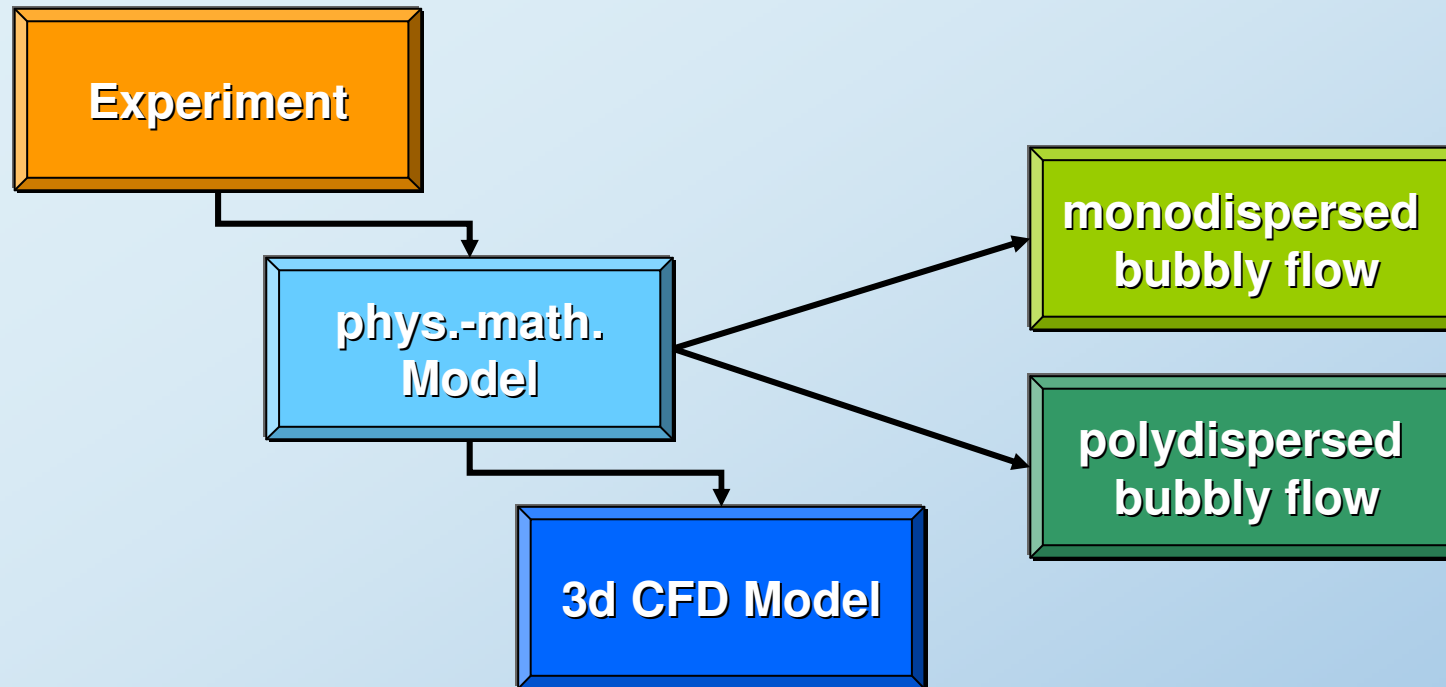 Experiment
phys.-math.
Model
3d CFD Model
monodispersed
bubbly flow
polydispersed
bubbly flow